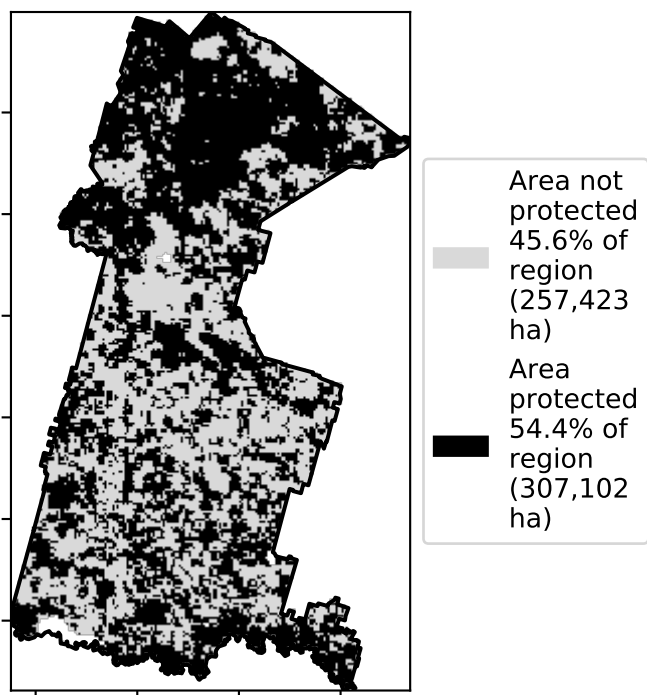 Area not
protected
45.6% of
region
(257,423
ha)
Area
protected
54.4% of
region
(307,102
ha)